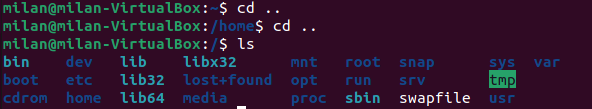 milan@milan-VirtualBox:~$ cd ..
milan@milan-VirtualBox:/home$ cd ..
milan@milan-VirtualBox:/$ ls
bin dev lib libx32 mnt root snap sys var
boot etc lib32 lost+found opt run srv tmp
cdrom home lib64 media proc sbin swapfile usr